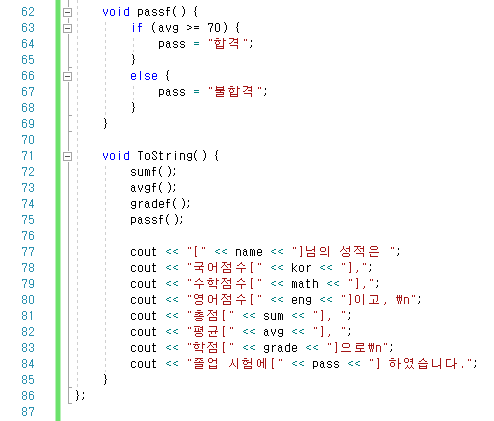 62 void passf() {
63 if (avg >= 70) {
64 pass = "합격";
65 }
66 else {
67 pass = "불합격";
68 }
69 }
70
71 void ToString() {
72 sumf();
73 avgf();
74 gradef();
75 passf();
76
77 cout << "[" << name << "]님의 성적은 ";
78 cout << "국어점수[" << kor << "],";
79 cout << "수학점수[" << math << "],";
80 cout << "영어점수[" << eng << "]이고, ₩n";
81 cout << "총점[" << sum << "], ";
82 cout << "평균[" << avg << "], ";
83 cout << "학점[" << grade << "]으로₩n";
84 cout << "졸업 시험에[" << pass << "] 하였습니다.";
85 }
86 };
87